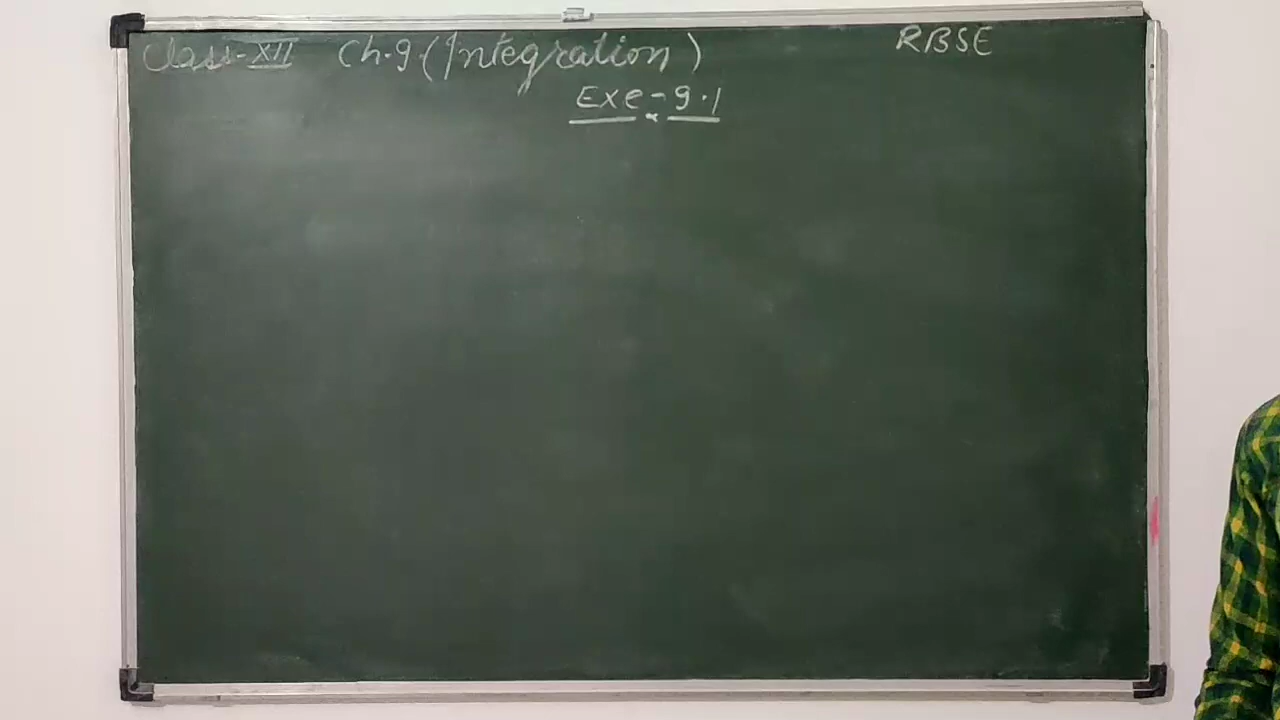 Class-XII Ch.9 (Integration) RBSE
Exe-9.1